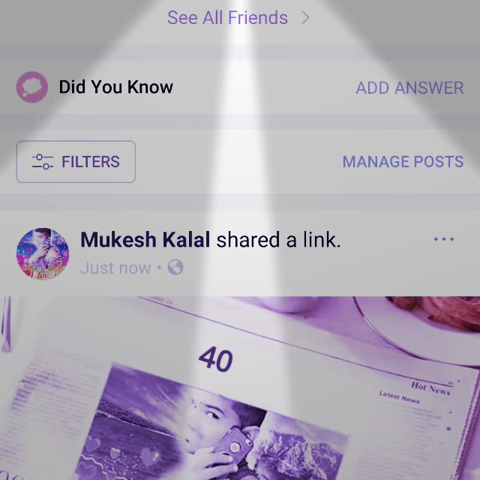 See All Friends
Did You Know
ADD ANSWER
FILTERS
MANAGE POSTS
Mukesh Kalal shared a link.
Just now
40
Hot News
Latest News